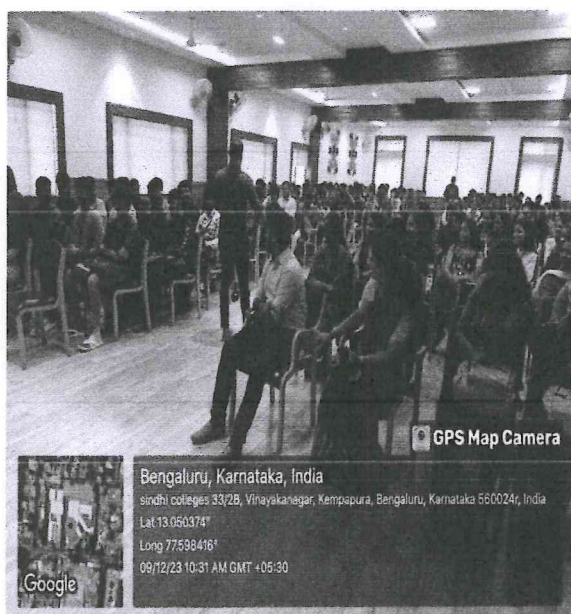 GPS Map Camera
Bengaluru, Karnataka, India
sindhi colleges 33/2B, Vinayakanagar, Kempapura, Bengaluru, Karnataka 560024r, India
Lat 13.050374°
Long 77.598416°
09/12/23 10:31 AM GMT +05:30
Google